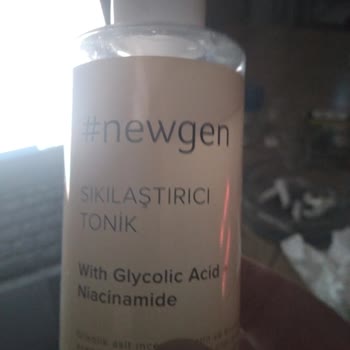 #newgen
SIKILAŞTIRICI
TONİK
With Glycolic Acid -
Niacinamide